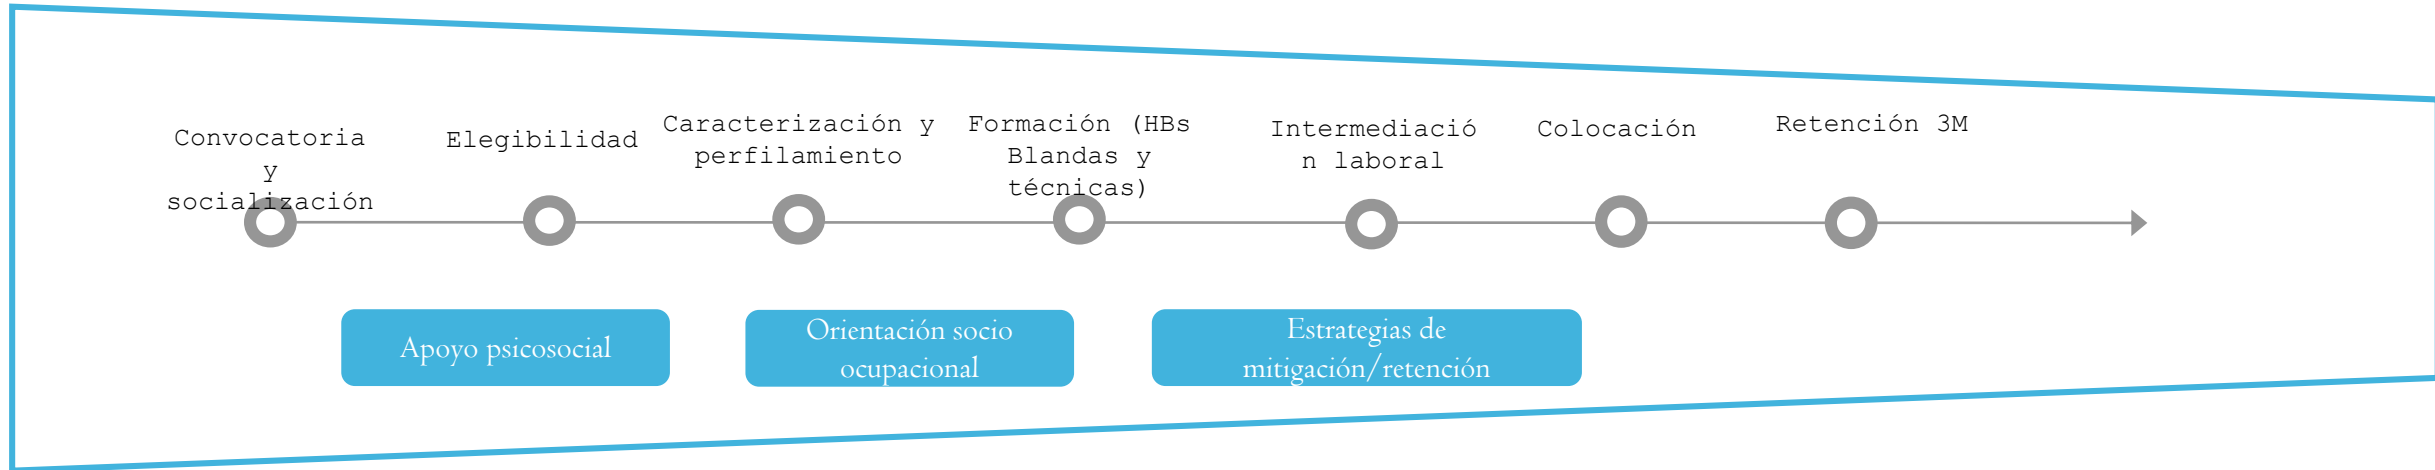 Convocatoria
y
socialización
Elegibilidad
Caracterización y
perfilamiento
Formación (HBs
Blandas y
técnicas)
Intermediació
n laboral
Colocación
Retención 3M
Apoyo psicosocial
Orientación socio
ocupacional
Estrategias de
mitigación/retención